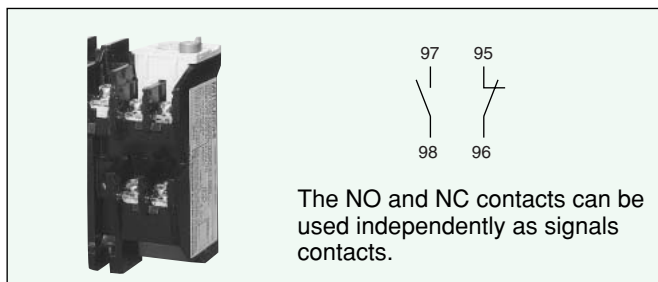 97 95
98 96
The NO and NC contacts can be
used independently as signals
contacts.